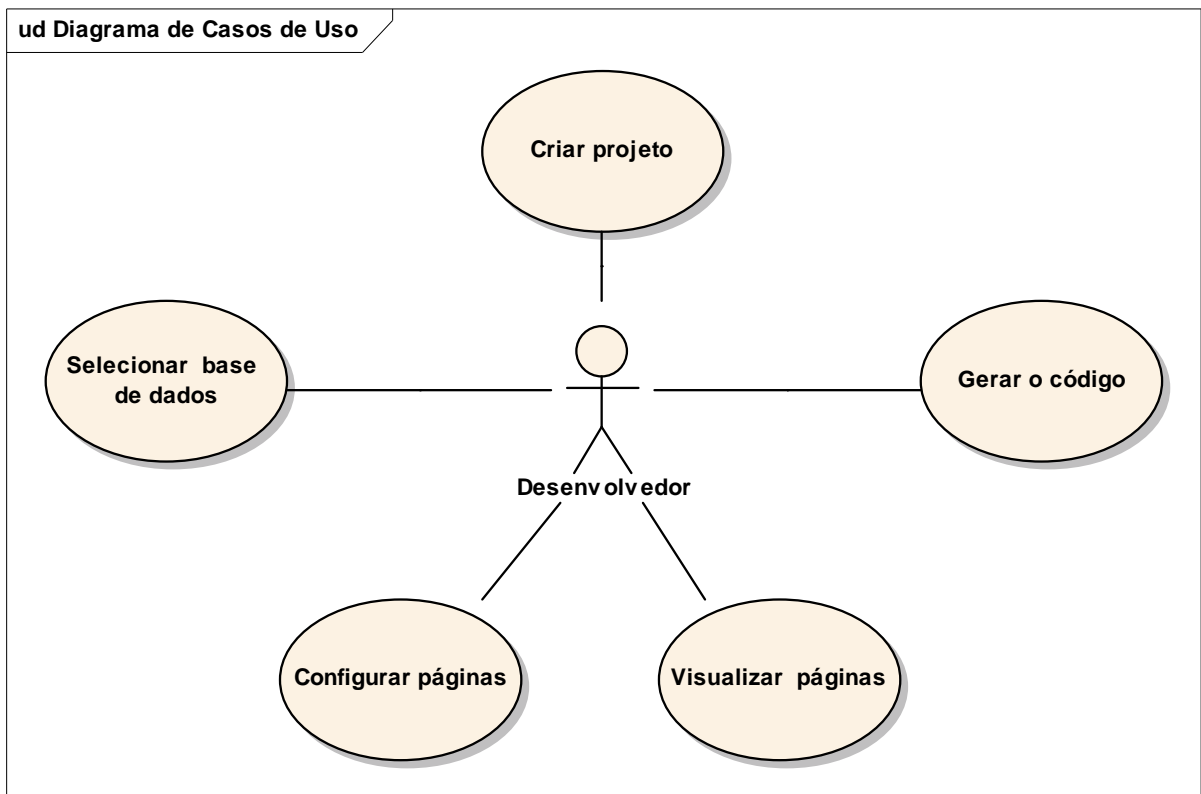 ud Diagrama de Casos de Uso
Criar projeto
Selecionar base
de dados
Gerar o código
Desenvolvedor
Configurar páginas
Visualizar páginas